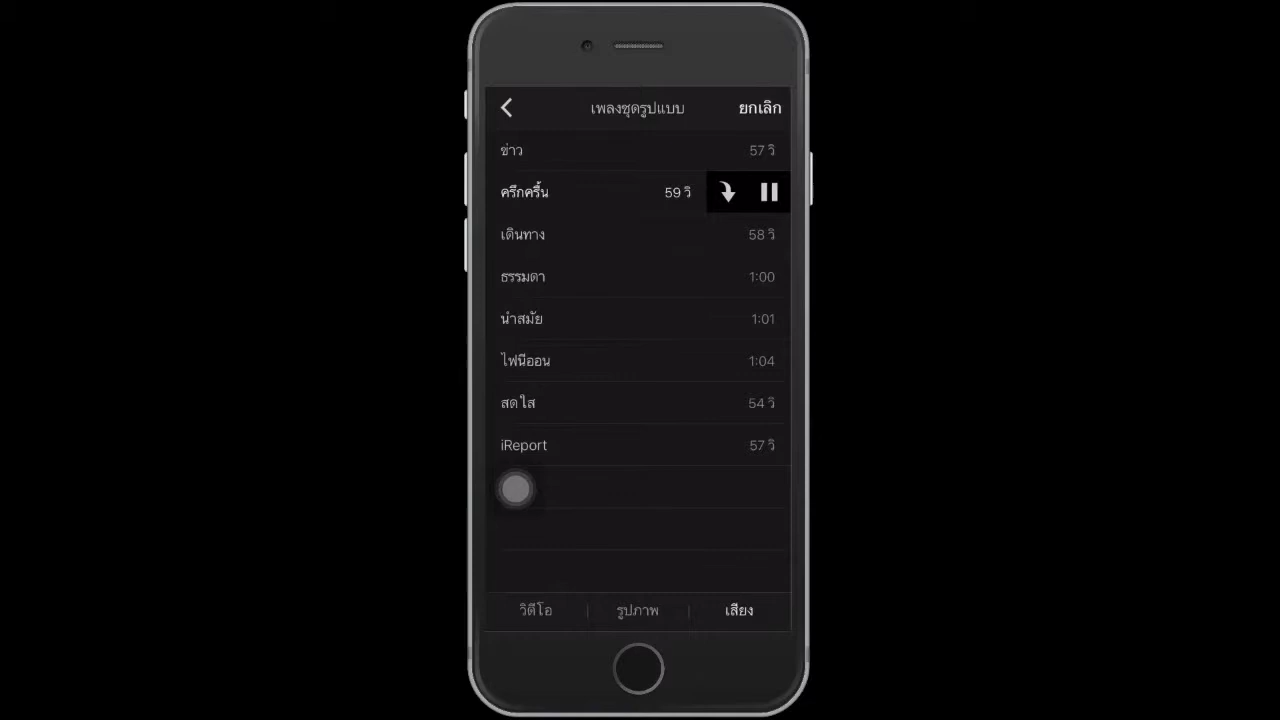 เพลงชุดรูปแบบ ยกเลิก
ข่าว 57 วิ
ครึกครื้น 59 วิ
เดินทาง 58 วิ
ธรรมดา 1:00
นำสมัย 1:01
ไฟนีออน 1:04
สดใส 54 วิ
iReport 57 วิ
วิดีโอ รูปภาพ เสียง